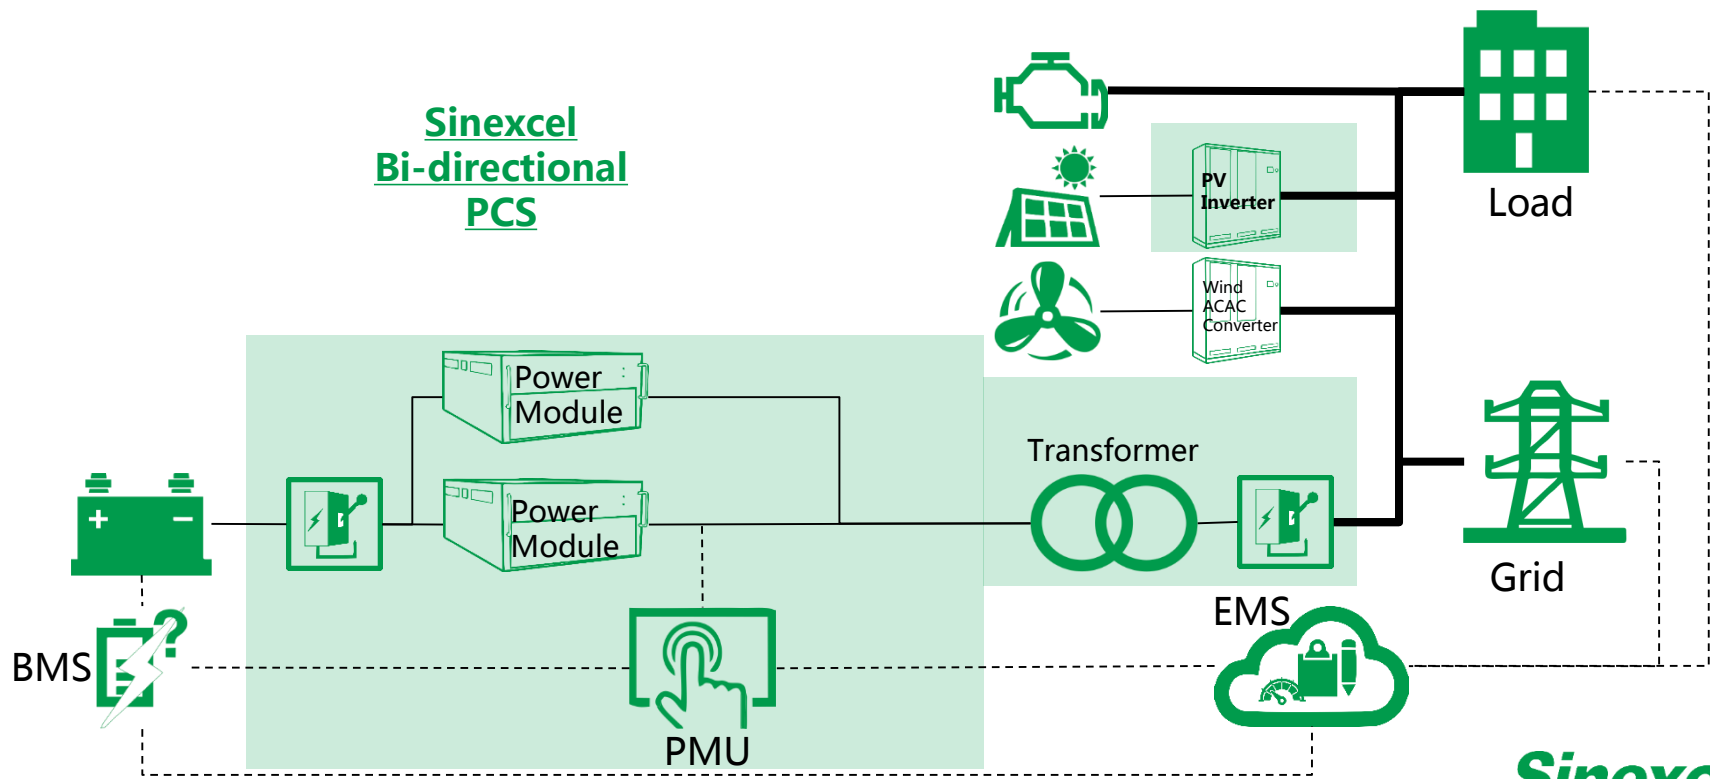 Sinexcel
Bi-directional
PCS
PV
Inverter
Load
Wind
ACAC
Converter
Power
Module
Transformer
+ −
Power
Module
Grid
EMS
BMS
?
PMU